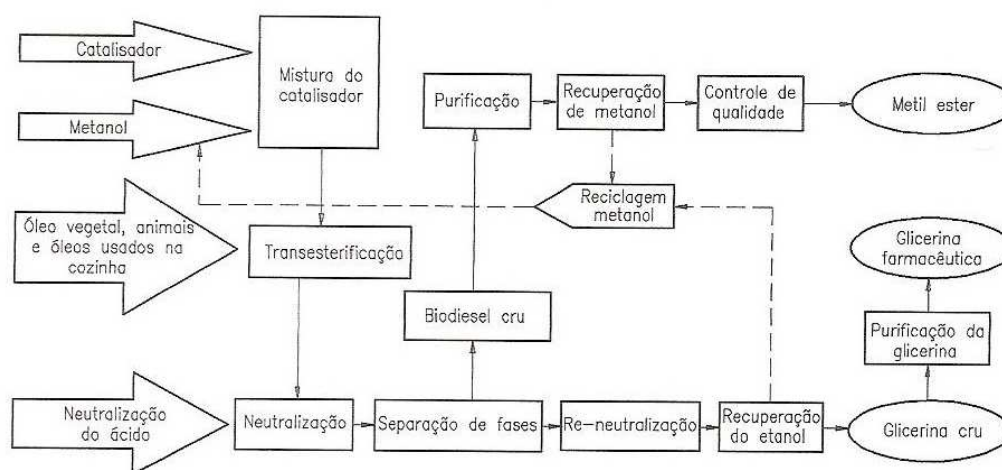 Catalisador
Mistura do
catalisador
Metanol
Purificação
Recuperação
de metanol
Controle de
qualidade
Metil ester
Reciclagem
metanol
Óleo vegetal, animais
e óleos usados na
cozinha
Transesterificação
Glicerina
farmacêutica
Biodiesel cru
Purificação da
glicerina
Neutralização
do ácido
Neutralização
Separação de fases
Re-neutralização
Recuperação
do etanol
Glicerina cru